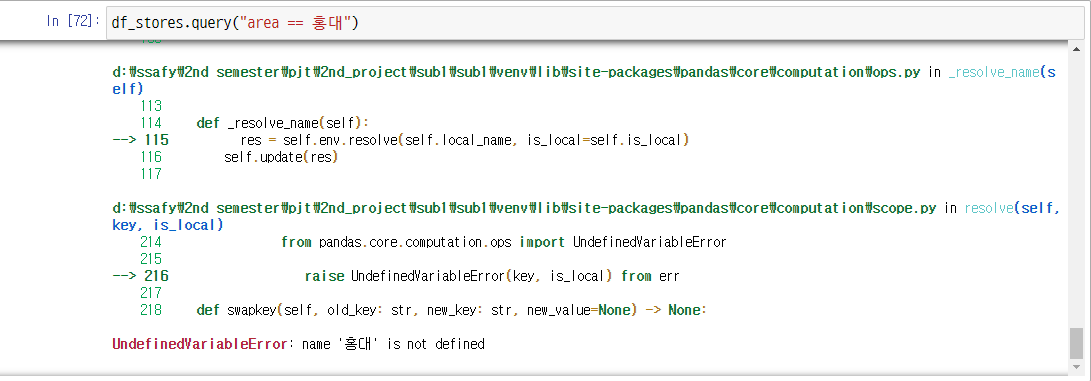 In [72]: df_stores.query("area == 홍대")
d:₩ssafy₩2nd semester₩pjt₩2nd_project₩sub1₩sub1₩venv₩lib₩site-packages₩pandas₩core₩computation₩ops.py in _resolve_name(s
elf)
113
114 def _resolve_name(self):
--> 115 res = self.env.resolve(self.local_name, is_local=self.is_local)
116 self.update(res)
117
d:₩ssafy₩2nd semester₩pjt₩2nd_project₩sub1₩sub1₩venv₩lib₩site-packages₩pandas₩core₩computation₩scope.py in resolve(self,
key, is_local)
214 from pandas.core.computation.ops import UndefinedVariableError
215
--> 216 raise UndefinedVariableError(key, is_local) from err
217
218 def swapkey(self, old_key: str, new_key: str, new_value=None) -> None:
UndefinedVariableError: name '홍대' is not defined